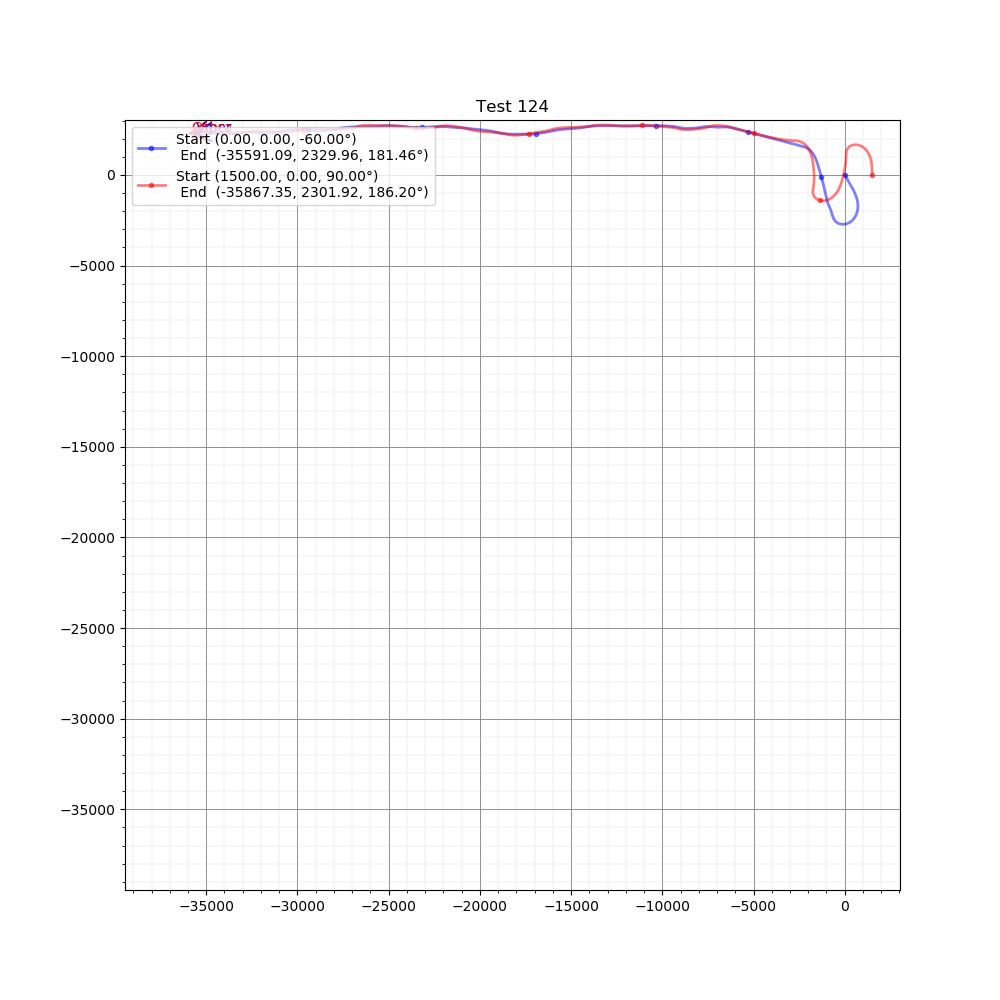 Test 124
Start (0.00, 0.00, -60.00°)
End (-35591.09, 2329.96, 181.46°)
Start (1500.00, 0.00, 90.00°)
End (-35867.35, 2301.92, 186.20°)
0
−5000
−10000
−15000
−20000
−25000
−30000
−35000
−35000 −30000 −25000 −20000 −15000 −10000 −5000 0